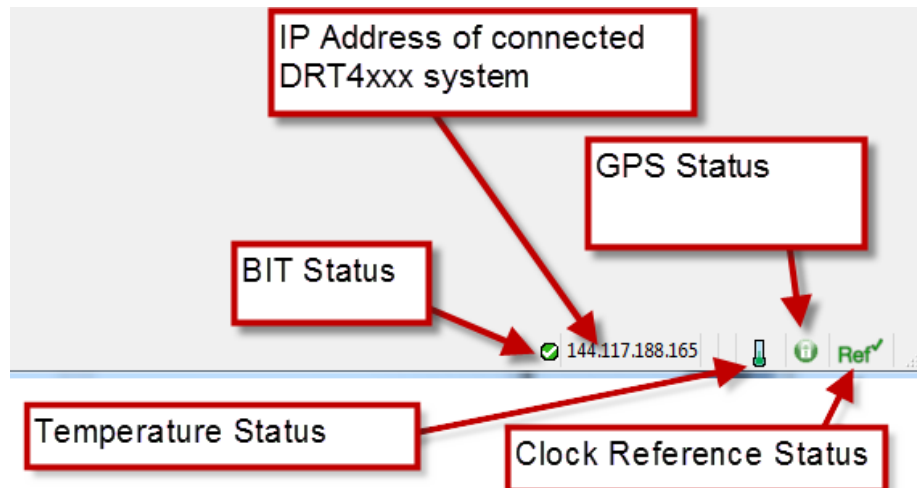 IP Address of connected
DRT4xxx system
GPS Status
BIT Status
144.117.188.165
Ref
Temperature Status
Clock Reference Status